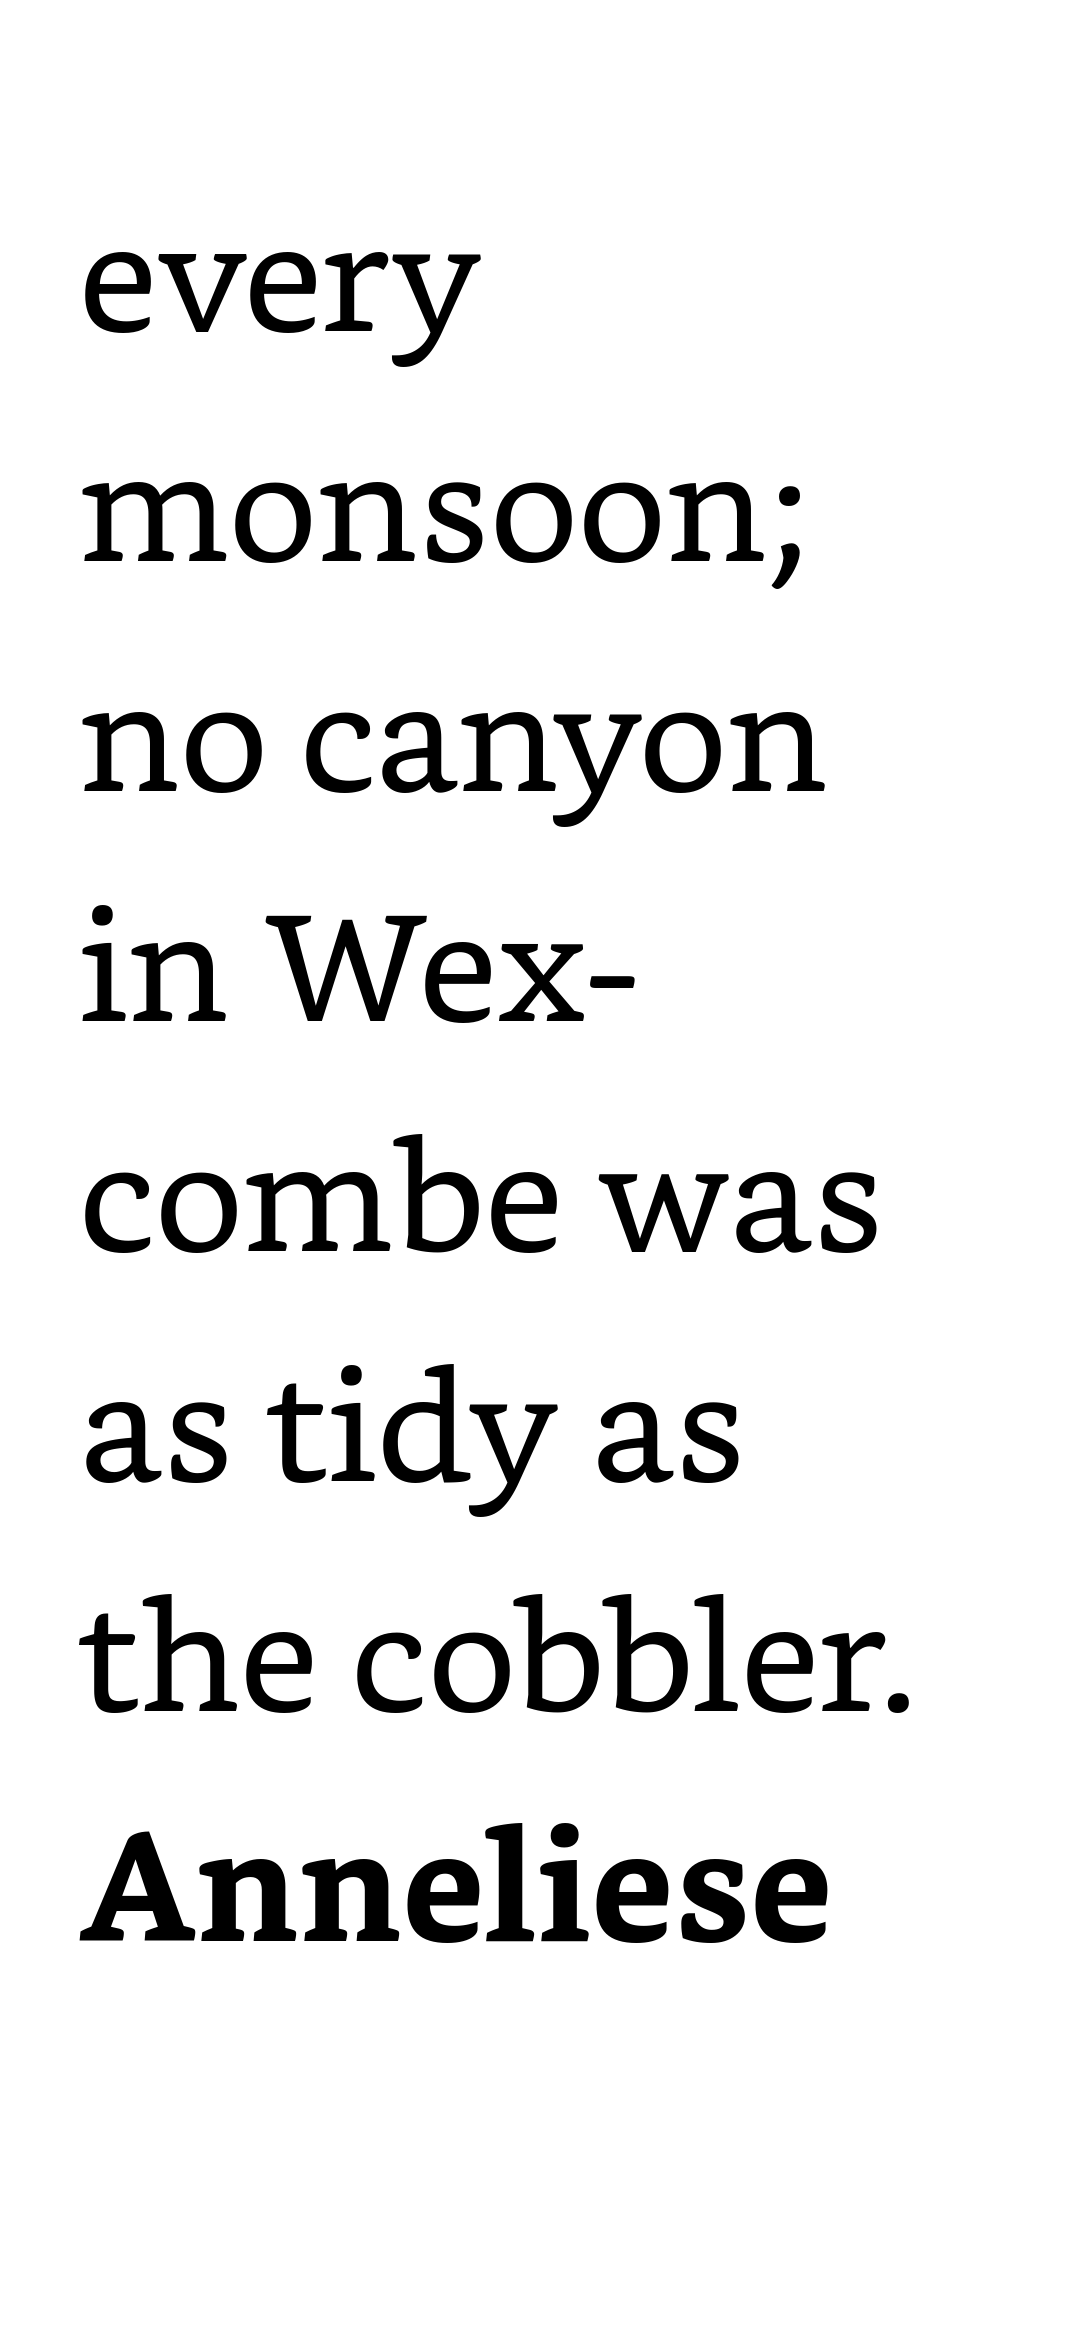 every
monsoon;
no canyon
in Wex-
combe was
as tidy as
the cobbler.
Anneliese